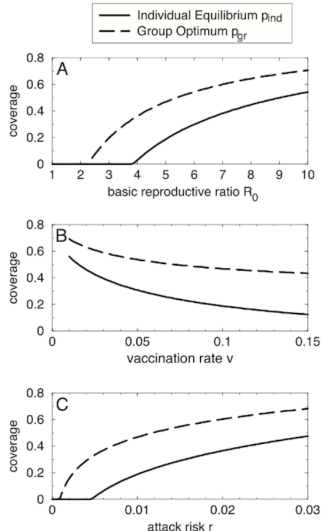 Individual Equilibrium pind
Group Optimum pgr
A
coverage
0.8
0.6
0.4
0.2
0
1 2 3 4 5 6 7 8 9 10
basic reproductive ratio R0
B
coverage
0.8
0.6
0.4
0.2
0
0 0.05 0.1 0.15
vaccination rate v
C
coverage
0.8
0.6
0.4
0.2
0
0 0.01 0.02 0.03
attack risk r